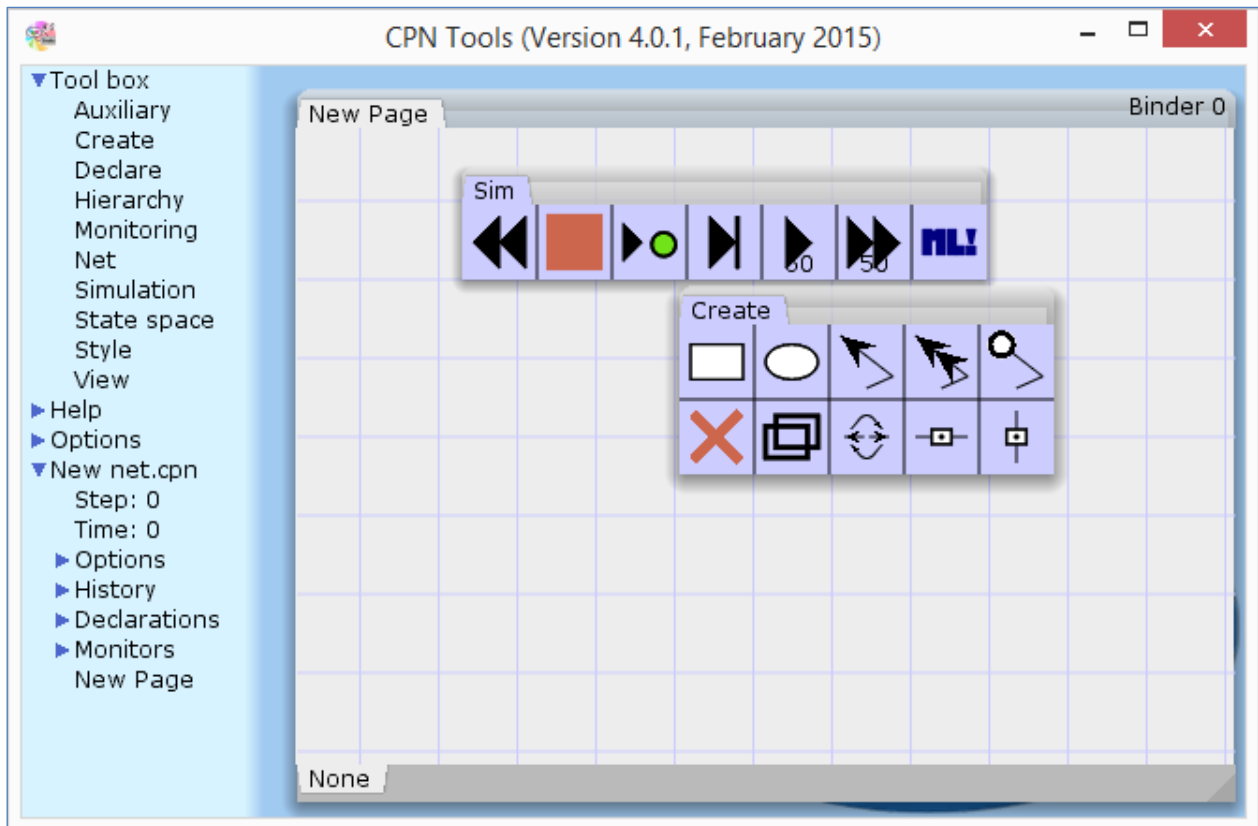 CPN Tools (Version 4.0.1, February 2015)
Tool box
Auxiliary
Create
Declare
Hierarchy
Monitoring
Net
Simulation
State space
Style
View
Help
Options
New net.cpn
Step: 0
Time: 0
Options
History
Declarations
Monitors
New Page
New Page
Binder 0
Sim
50
ML!
Create
None